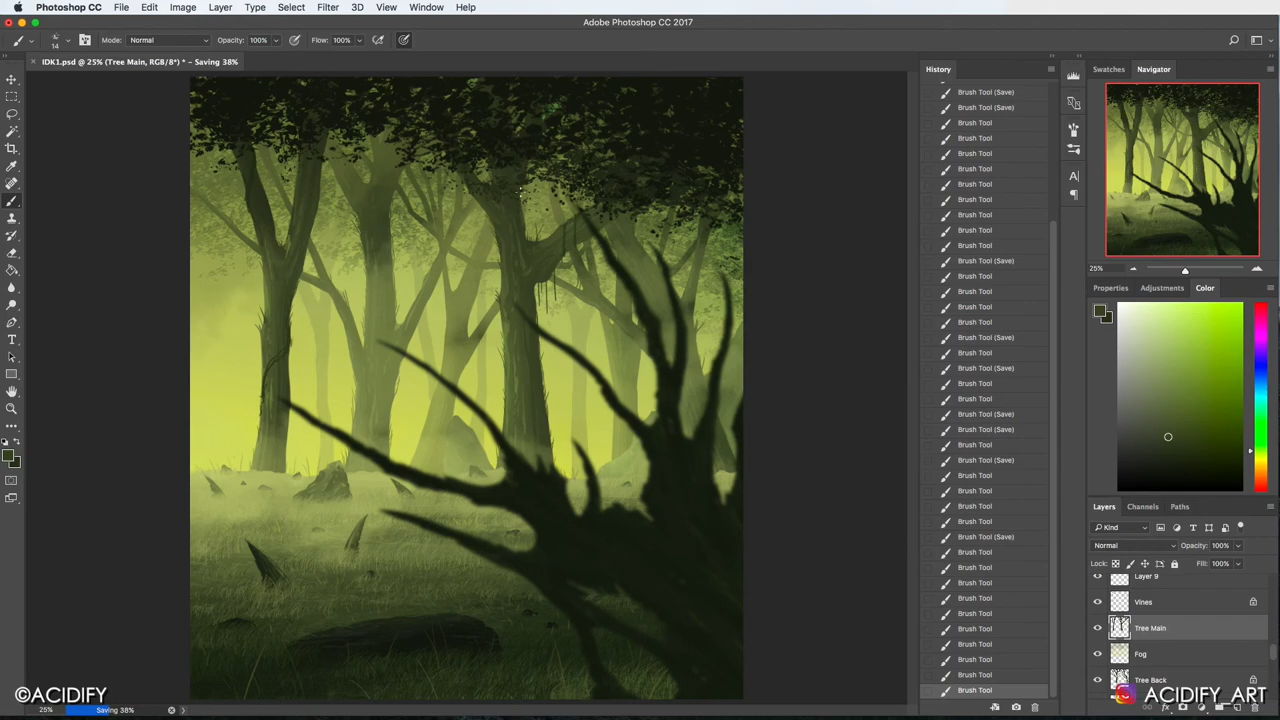 Photoshop CC File Edit Image Layer Type Select Filter 3D View Window Help
Adobe Photoshop CC 2017
14 Mode: Normal Opacity: 100% Flow: 100%
× IDK1.psd @ 25% (Tree Main, RGB/8*) * - Saving 38%
History
Brush Tool (Save)
Brush Tool (Save)
Brush Tool
Brush Tool
Brush Tool
Brush Tool
Brush Tool
Brush Tool
Brush Tool
Brush Tool
Brush Tool
Brush Tool (Save)
Brush Tool
Brush Tool
Brush Tool
Brush Tool
Brush Tool (Save)
Brush Tool
Brush Tool (Save)
Brush Tool
Brush Tool
Brush Tool (Save)
Brush Tool (Save)
Brush Tool
Brush Tool (Save)
Brush Tool
Brush Tool
Brush Tool
Brush Tool
Brush Tool (Save)
Brush Tool
Brush Tool
Brush Tool
Brush Tool
Brush Tool
Brush Tool
Brush Tool
Brush Tool
Brush Tool
Brush Tool
Swatches Navigator
25%
Properties Adjustments Color
Layers Channels Paths
Kind
Normal Opacity: 100%
Lock: Fill: 100%
Layer 9
Vines
Tree Main
Fog
Tree Back
©ACIDIFY
ACIDIFY_ART
25% Saving 38%